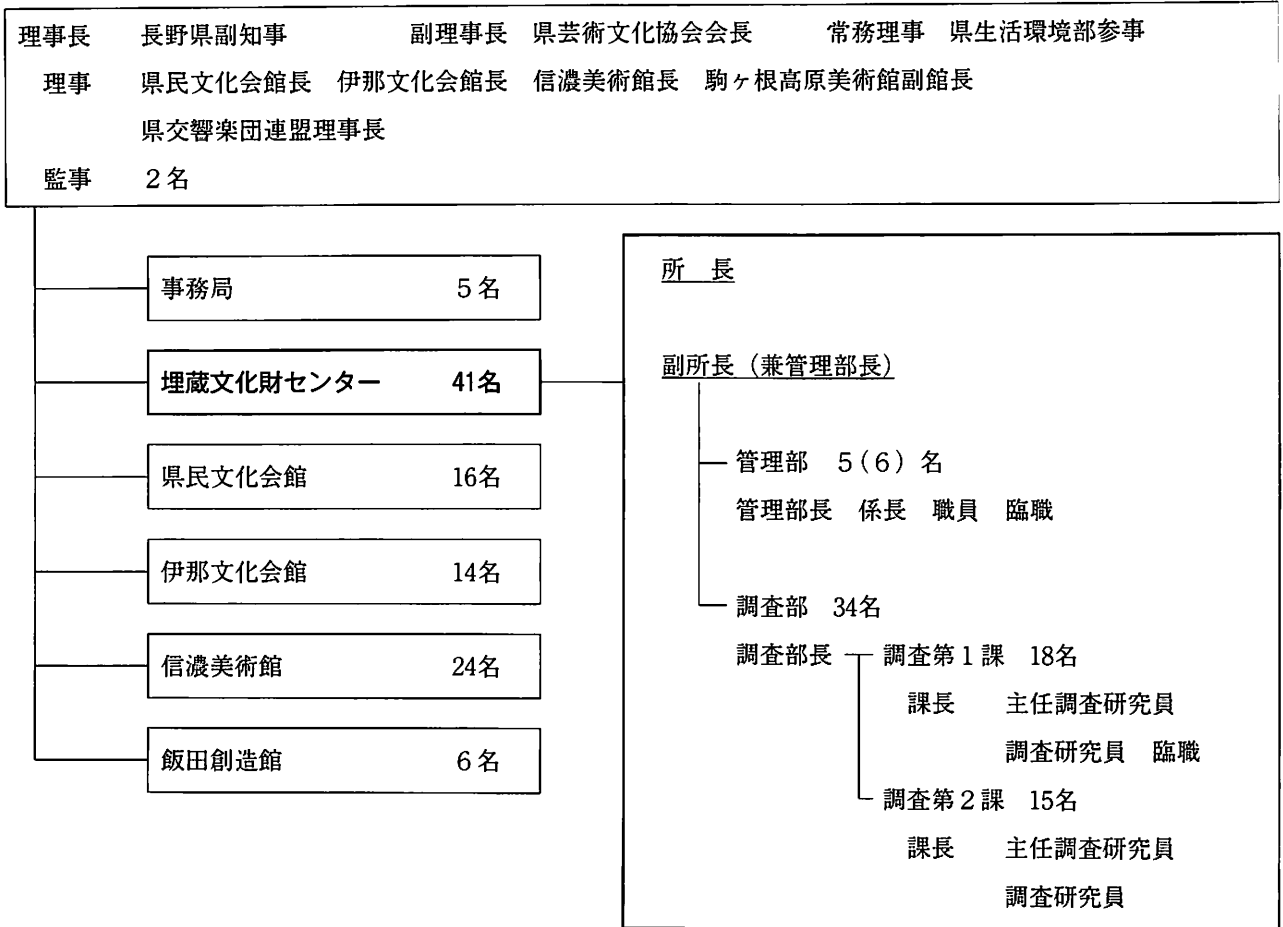 理事長 長野県副知事 副理事長 県芸術文化協会会長 常務理事 県生活環境部参事
理事 県民文化会館長 伊那文化会館長 信濃美術館長 駒ヶ根高原美術館副館長
県交響楽団連盟理事長
監事 2名
事務局 5名
埋蔵文化財センター 41名
県民文化会館 16名
伊那文化会館 14名
信濃美術館 24名
飯田創造館 6名
所 長
副所長(兼管理部長)
管理部 5(6)名
管理部長 係長 職員 臨職
調査部 34名
調査部長 調査第1課 18名
課長 主任調査研究員
調査研究員 臨職
調査第2課 15名
課長 主任調査研究員
調査研究員